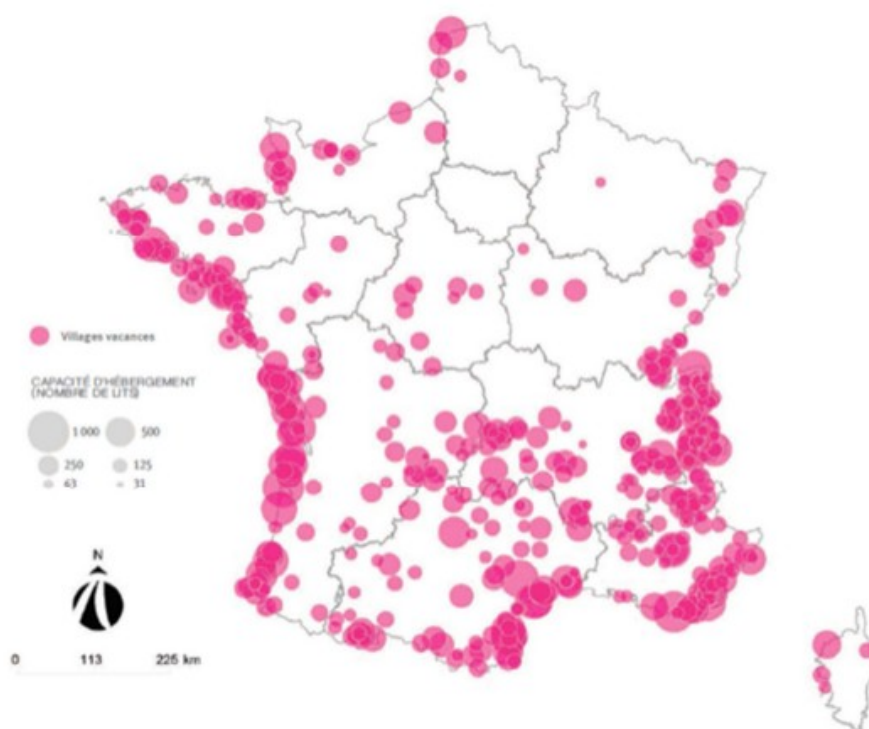 Villages vacances
CAPACITÉ D'HÉBERGEMENT
(NOMBRE DE LITS)
1 000
500
250
125
63
31
N
0 113 225 km